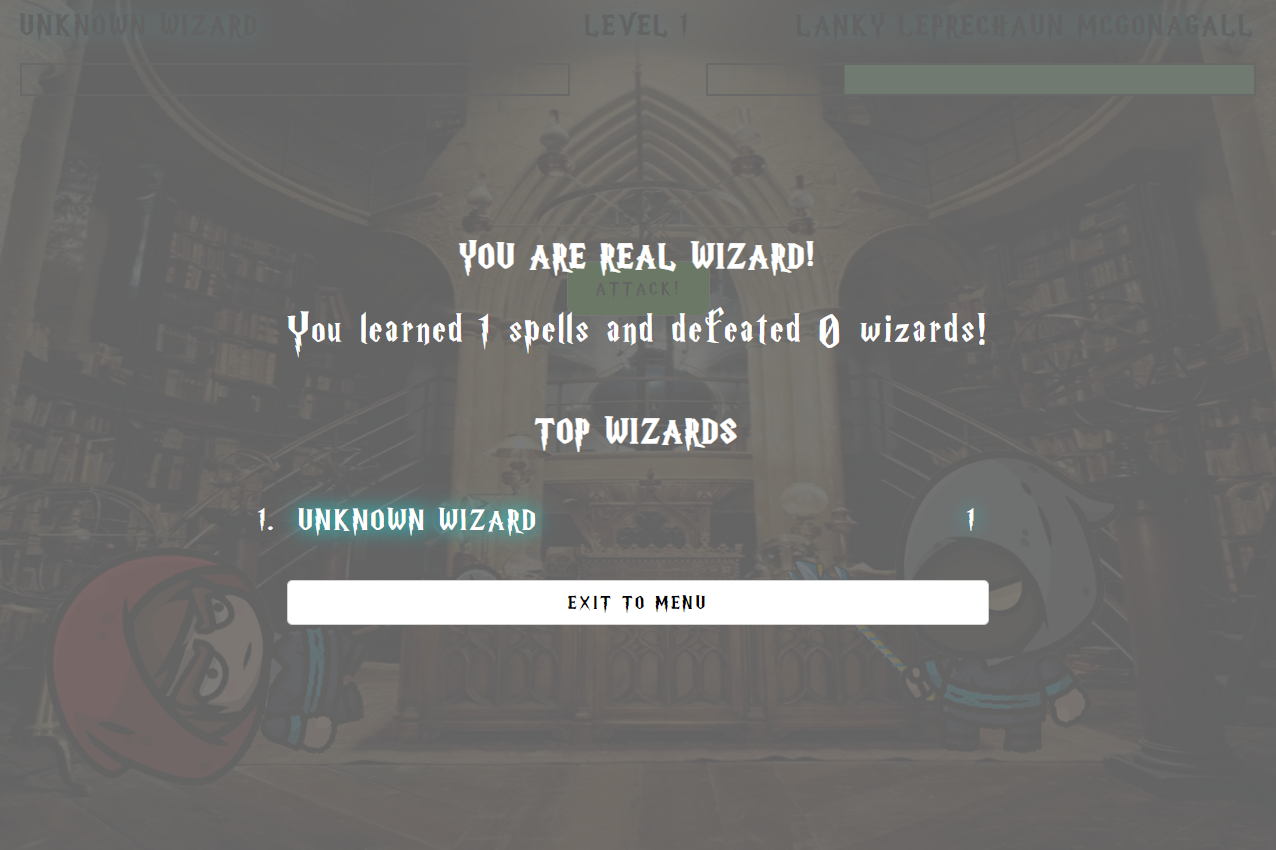 UNKNOWN WIZARD
LEVEL 1
LANKY LEPRECHAUN MCGONAGALL
YOU ARE REAL WIZARD!
ATTACK!
You learned 1 spells and defeated 0 wizards!
TOP WIZARDS
1. UNKNOWN WIZARD 1
EXIT TO MENU